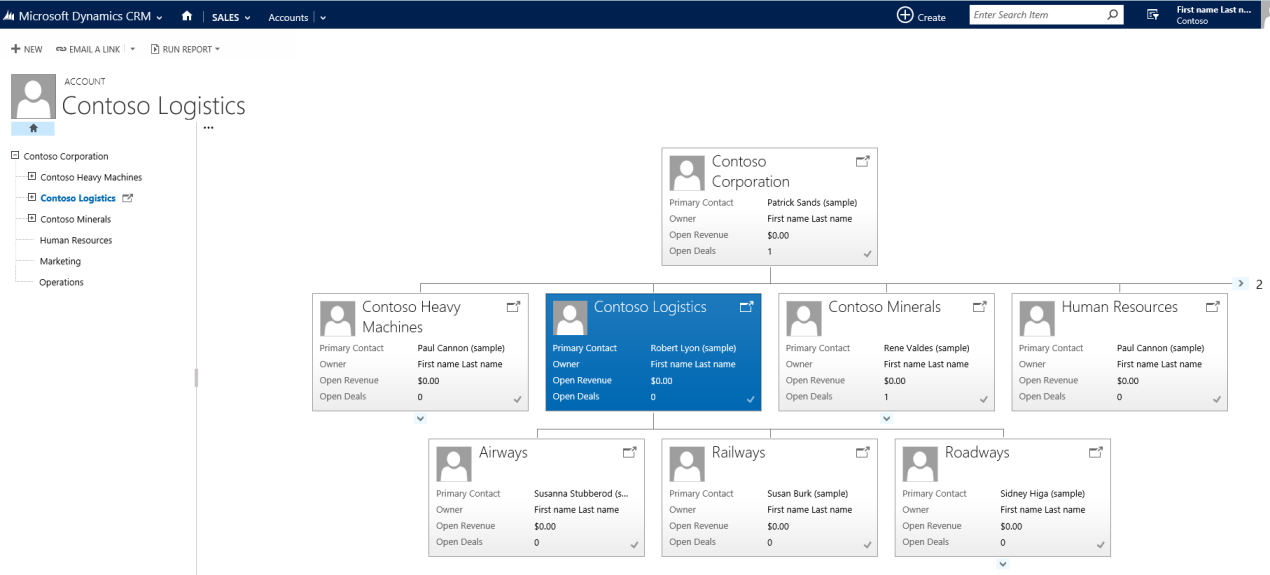 Microsoft Dynamics CRM SALES Accounts Create Enter Search Item First name Last n...
Contoso
NEW EMAIL A LINK RUN REPORT
ACCOUNT
Contoso Logistics
...
Contoso Corporation
Contoso Heavy Machines
Contoso Logistics
Contoso Minerals
Human Resources
Marketing
Operations
Contoso
Corporation
Primary Contact Patrick Sands (sample)
Owner First name Last name
Open Revenue $0.00
Open Deals 1
2
Contoso Heavy
Machines
Primary Contact Paul Cannon (sample)
Owner First name Last name
Open Revenue $0.00
Open Deals 0
Contoso Logistics
Primary Contact Robert Lyon (sample)
Owner First name Last name
Open Revenue $0.00
Open Deals 0
Contoso Minerals
Primary Contact Rene Valdes (sample)
Owner First name Last name
Open Revenue $0.00
Open Deals 1
Human Resources
Primary Contact Paul Cannon (sample)
Owner First name Last name
Open Revenue $0.00
Open Deals 0
Airways
Primary Contact Susanna Stubberod (s...
Owner First name Last name
Open Revenue $0.00
Open Deals 0
Railways
Primary Contact Susan Burk (sample)
Owner First name Last name
Open Revenue $0.00
Open Deals 0
Roadways
Primary Contact Sidney Higa (sample)
Owner First name Last name
Open Revenue $0.00
Open Deals 0